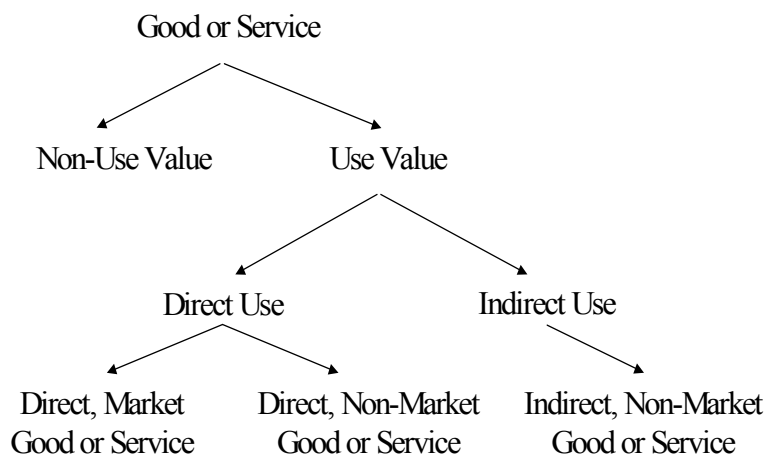 Good or Service
Non-Use Value
Use Value
Direct Use
Indirect Use
Direct, Market
Good or Service
Direct, Non-Market
Good or Service
Indirect, Non-Market
Good or Service